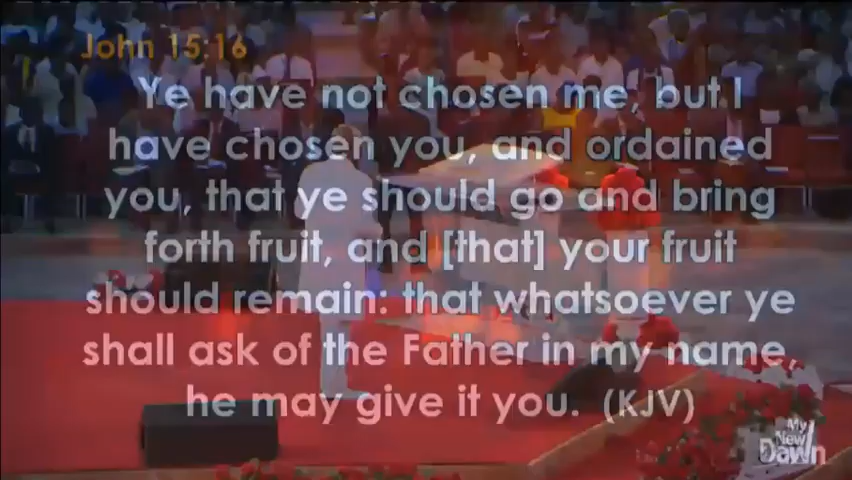 John 15:16
Ye have not chosen me, but I
have chosen you, and ordained
you, that ye should go and bring
forth fruit, and [that] your fruit
should remain: that whatsoever ye
shall ask of the Father in my name,
he may give it you. (KJV)
My
New
Dawn